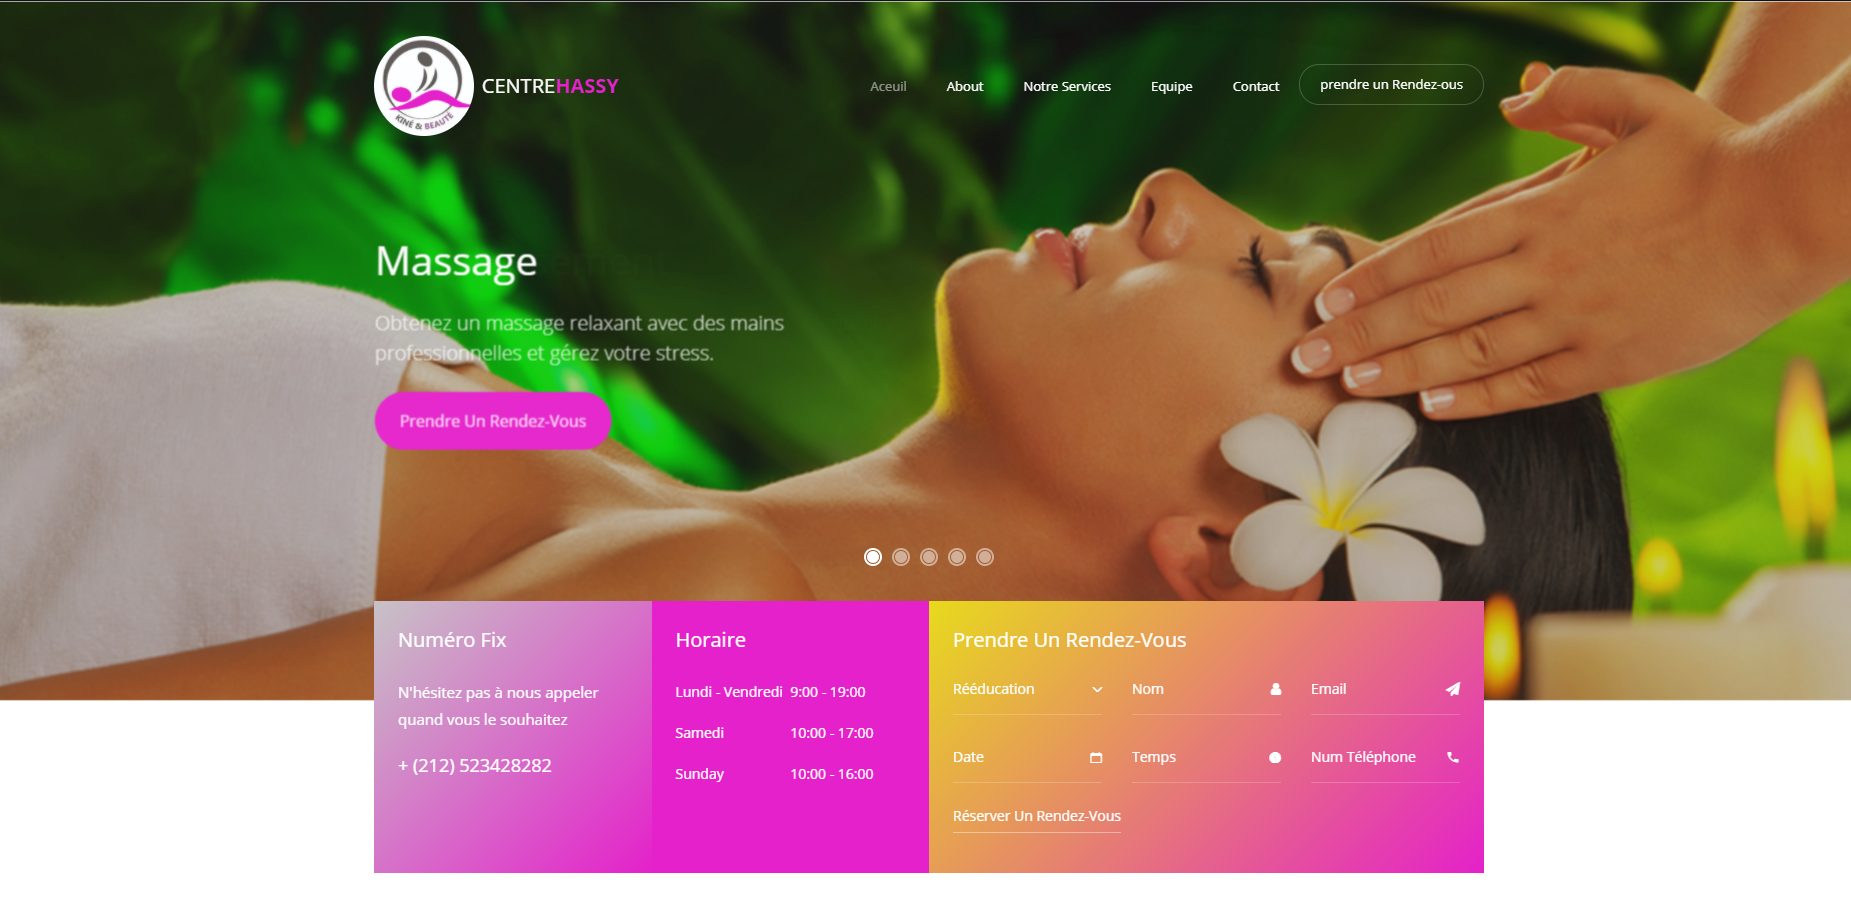 KINÉ & BEAUTÉ
CENTREHASSY
Aceuil
About
Notre Services
Equipe
Contact
prendre un Rendez-ous
Massage
Obtenez un massage relaxant avec des mains
professionnelles et gérez votre stress.
Prendre Un Rendez-Vous
Numéro Fix
N'hésitez pas à nous appeler
quand vous le souhaitez
+ (212) 523428282
Horaire
Lundi - Vendredi 9:00 - 19:00
Samedi 10:00 - 17:00
Sunday 10:00 - 16:00
Prendre Un Rendez-Vous
Rééducation
Nom
Email
Date
Temps
Num Téléphone
Réserver Un Rendez-Vous